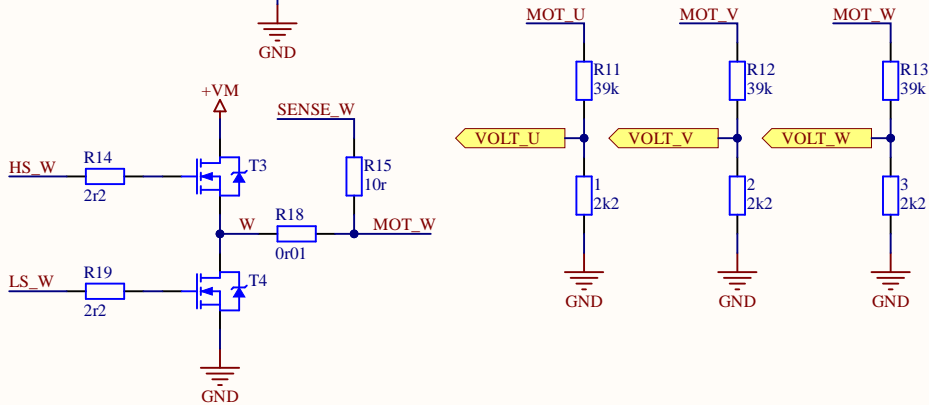 MOT_U MOT_V MOT_W
GND
R11 R12 R13
39k 39k 39k
+VM
SENSE_W
VOLT_U VOLT_V VOLT_W
R14 T3 R15
HS_W 10r
2r2
1 2 3
2k2 2k2 2k2
R18
W MOT_W
0r01
R19 T4
LS_W
2r2
GND GND GND
GND